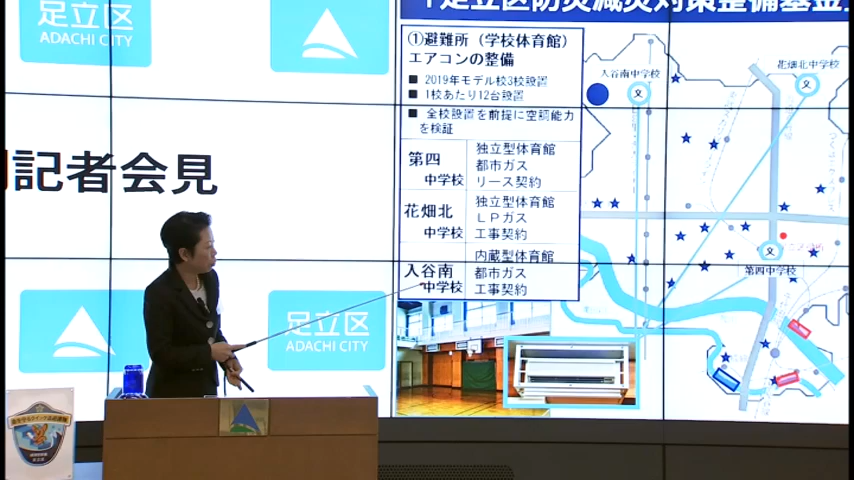 足立区
ADACHI CITY
記者会見
足立区
ADACHI CITY
足立区防災減災対策整備基金
①避難所（学校体育館）
エアコンの整備
■ 2019年モデル校3校設置
■ 1校あたり12台設置
■ 全校設置を前提に空調能力
を検証
第四
中学校
独立型体育館
都市ガス
リース契約
花畑北
中学校
独立型体育館
ＬＰガス
工事契約
入谷南
中学校
内蔵型体育館
都市ガス
工事契約
入谷南中学校
文
花畑北中学校
文
文
第四中学校